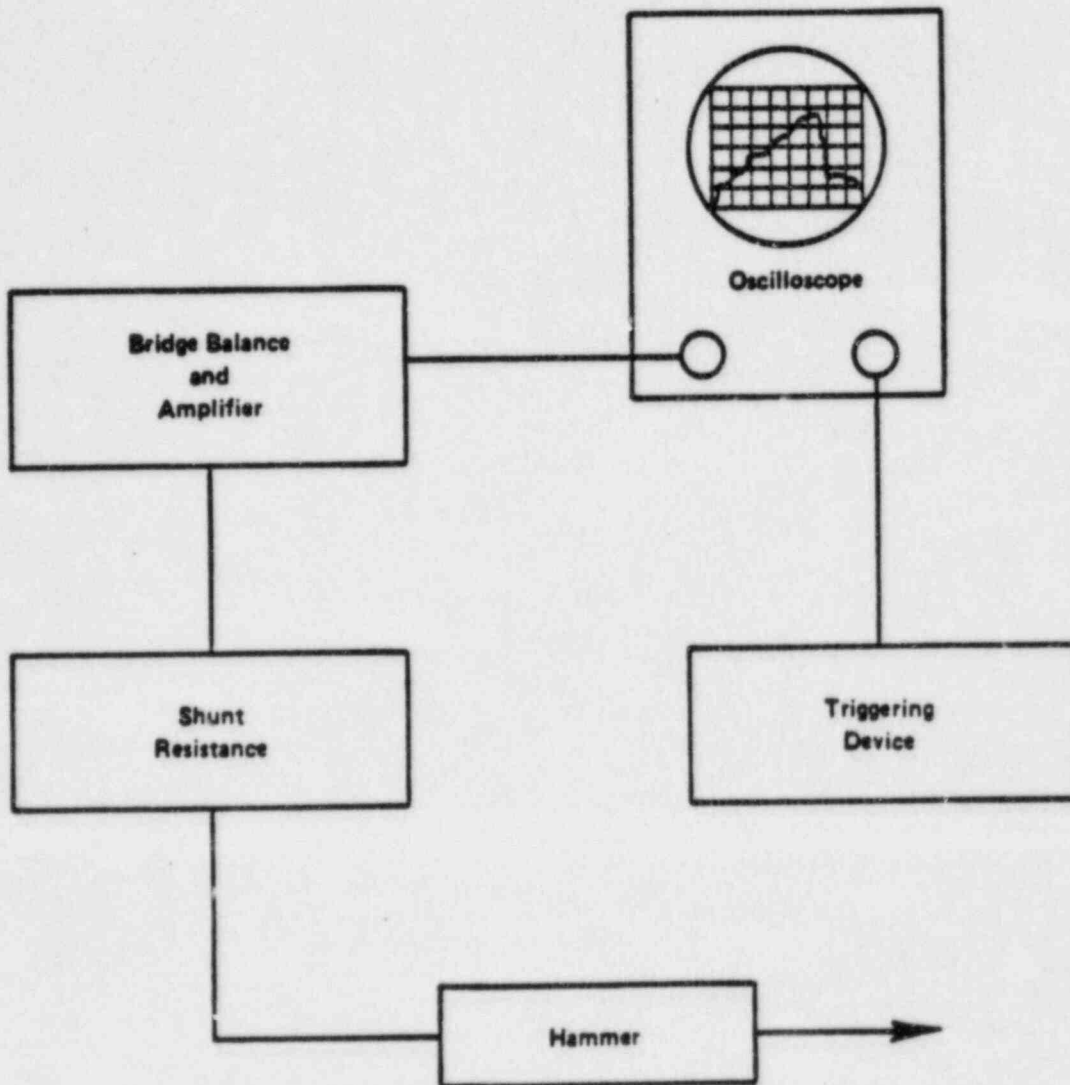 Oscilloscope
Bridge Balance
and
Amplifier
Shunt
Resistance
Triggering
Device
Hammer